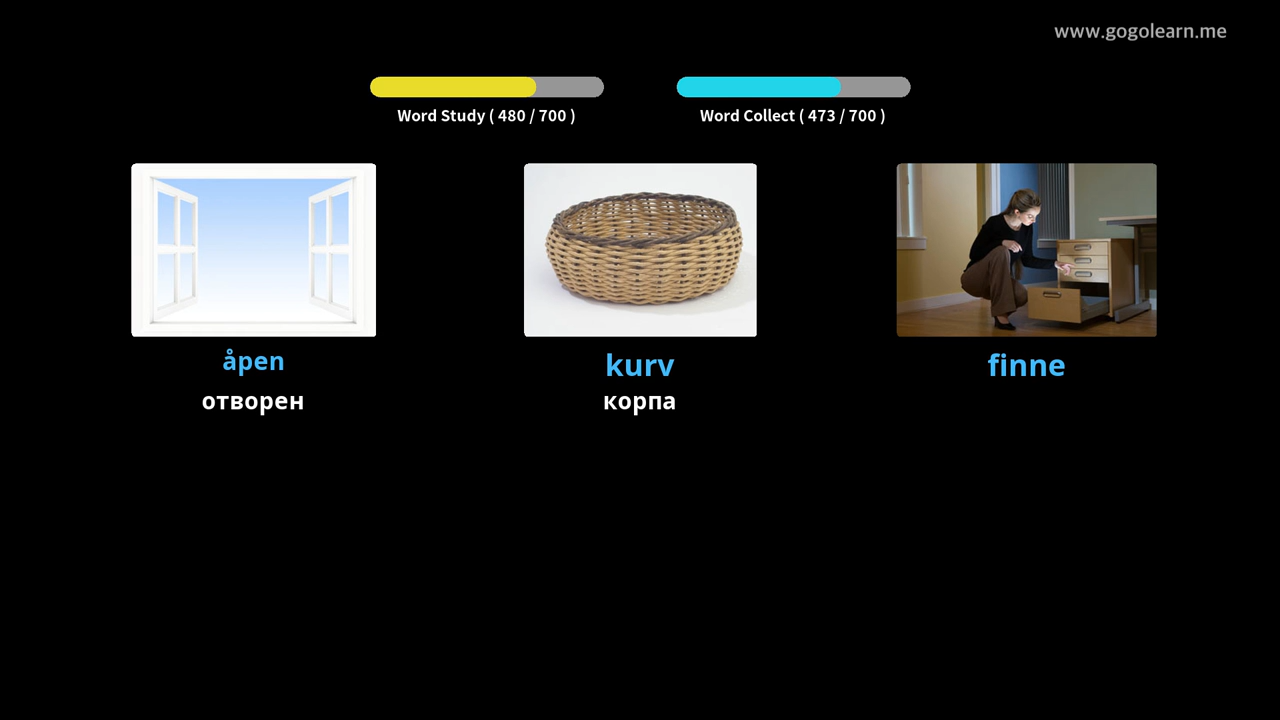 www.gogolearn.me
Word Study ( 480 / 700 )
Word Collect ( 473 / 700 )
åpen
kurv
finne
отворен
корпа